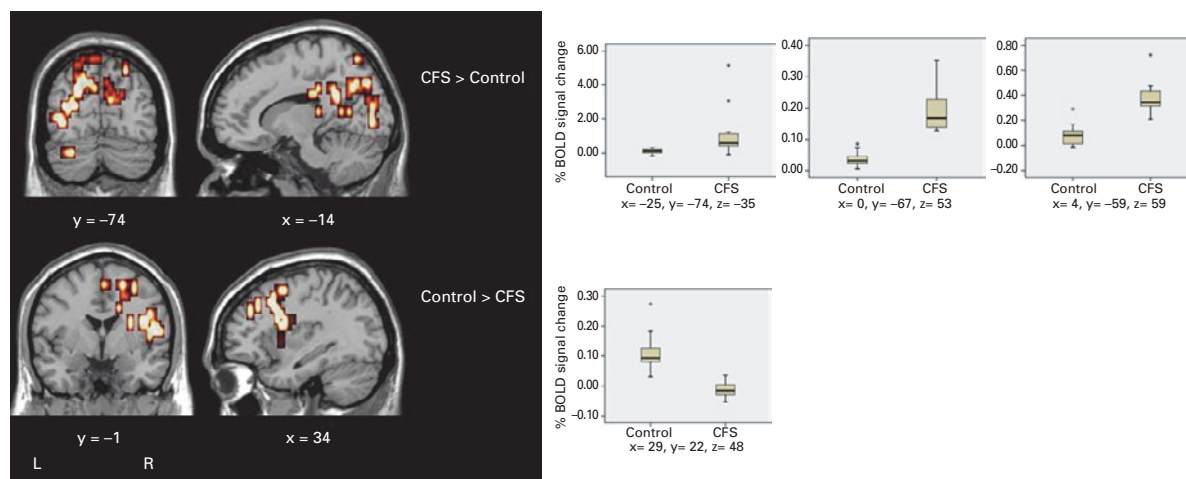 CFS > Control
y = –74
x = –14
Control > CFS
y = –1
x = 34
L
R
% BOLD signal change
6.00
4.00
2.00
0.00
Control
CFS
x= –25, y= –74, z= –35
0.40
0.30
0.20
0.10
0.00
Control
CFS
x= 0, y= –67, z= 53
0.80
0.60
0.40
0.20
0.00
–0.20
Control
CFS
x= 4, y= –59, z= 59
% BOLD signal change
0.30
0.20
0.10
0.00
–0.10
Control
CFS
x= 29, y= 22, z= 48